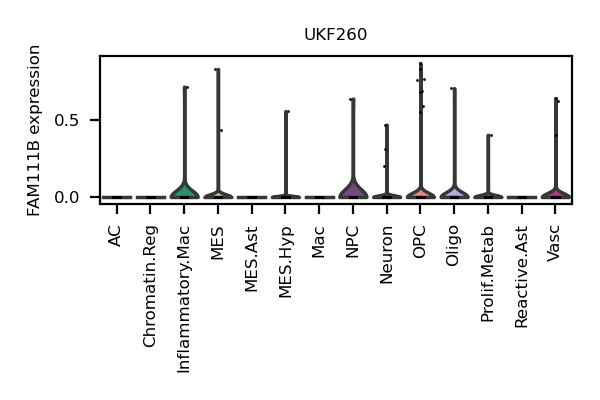 UKF260
FAM111B expression
0.5
0.0
AC
Chromatin.Reg
Inflammatory.Mac
MES
MES.Ast
MES.Hyp
Mac
NPC
Neuron
OPC
Oligo
Prolif.Metab
Reactive.Ast
Vasc